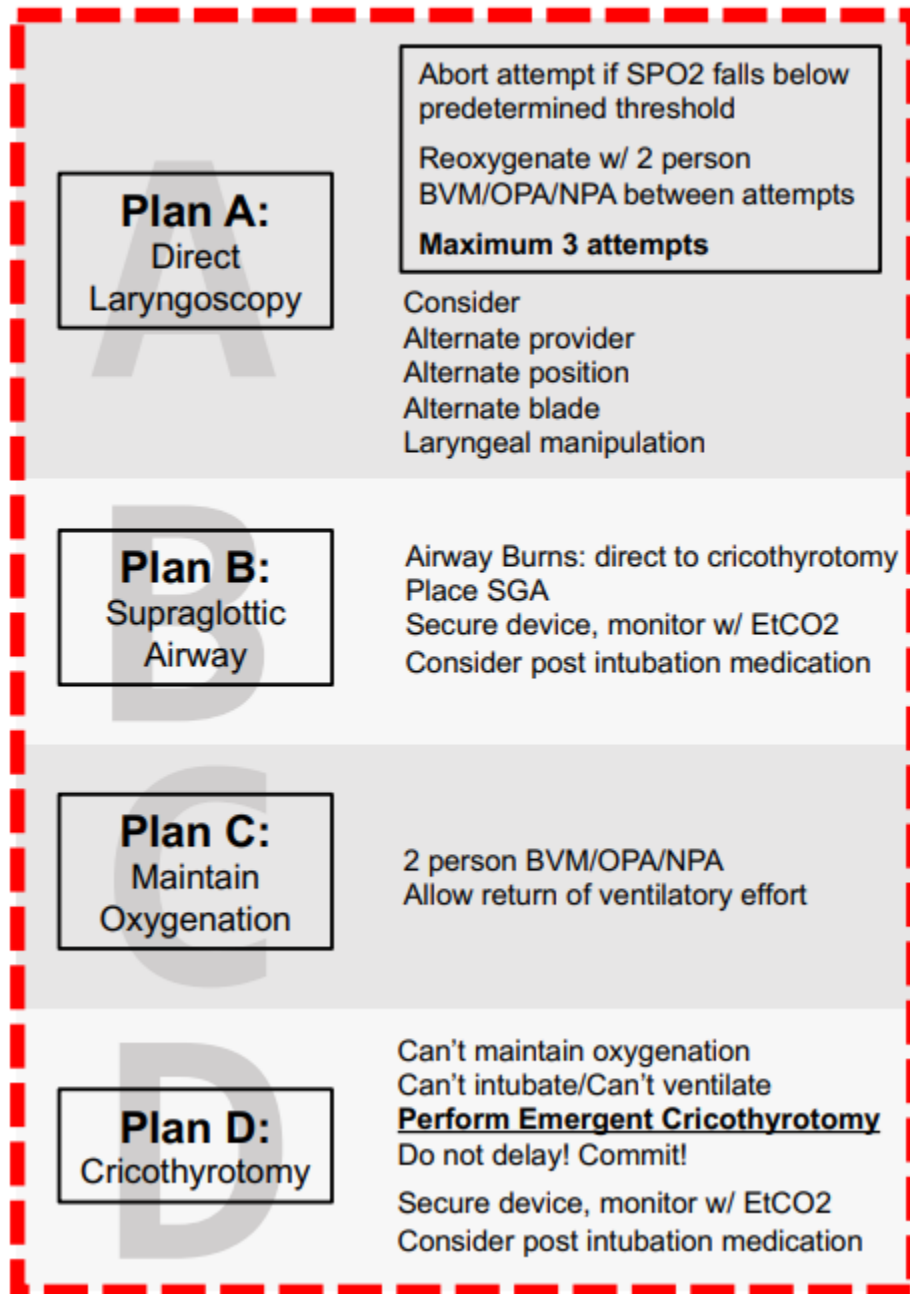 Abort attempt if SPO2 falls below
predetermined threshold
Reoxygenate w/ 2 person
BVM/OPA/NPA between attempts
Maximum 3 attempts
A
Plan A:
Direct
Laryngoscopy
Consider
Alternate provider
Alternate position
Alternate blade
Laryngeal manipulation
B
Plan B:
Supraglottic
Airway
Airway Burns: direct to cricothyrotomy
Place SGA
Secure device, monitor w/ EtCO2
Consider post intubation medication
C
Plan C:
Maintain
Oxygenation
2 person BVM/OPA/NPA
Allow return of ventilatory effort
D
Plan D:
Cricothyrotomy
Can't maintain oxygenation
Can't intubate/Can't ventilate
Perform Emergent Cricothyrotomy
Do not delay! Commit!
Secure device, monitor w/ EtCO2
Consider post intubation medication